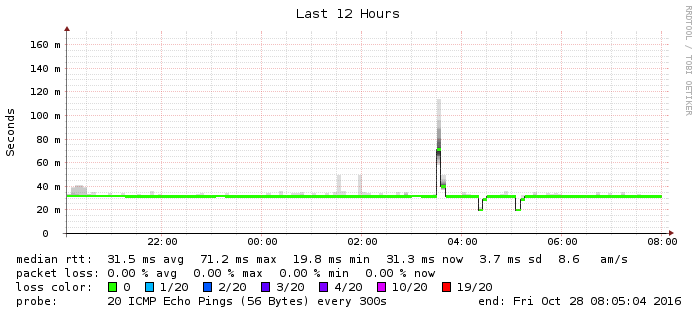 Last 12 Hours
RRDTOOL / TOBI OETIKER
Seconds
160 m
140 m
120 m
100 m
80 m
60 m
40 m
20 m
0
22:00 00:00 02:00 04:00 06:00 08:00
median rtt: 31.5 ms avg 71.2 ms max 19.8 ms min 31.3 ms now 3.7 ms sd 8.6 am/s
packet loss: 0.00 % avg 0.00 % max 0.00 % min 0.00 % now
loss color: 0 1/20 2/20 3/20 4/20 10/20 19/20
probe: 20 ICMP Echo Pings (56 Bytes) every 300s end: Fri Oct 28 08:05:04 2016